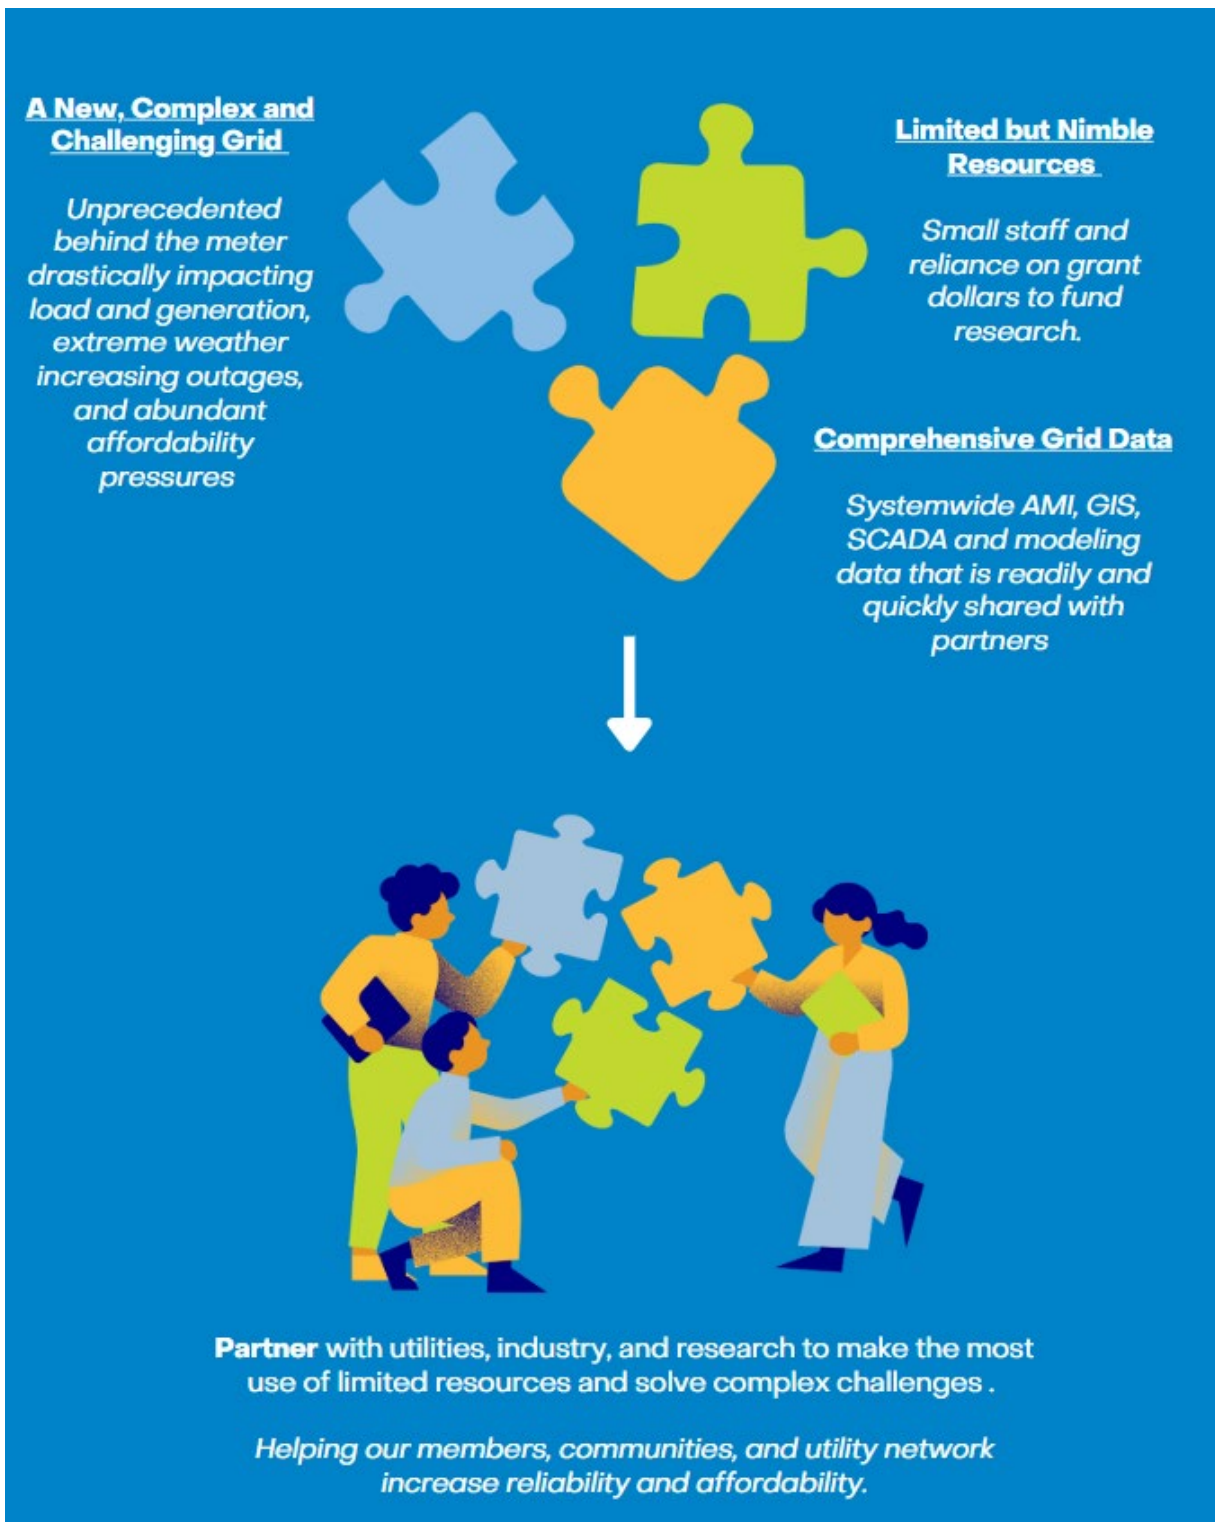 A New, Complex and
Challenging Grid
Unprecedented
behind the meter
drastically impacting
load and generation,
extreme weather
increasing outages,
and abundant
affordability
pressures
Limited but Nimble
Resources
Small staff and
reliance on grant
dollars to fund
research.
Comprehensive Grid Data
Systemwide AMI, GIS,
SCADA and modeling
data that is readily and
quickly shared with
partners
Partner with utilities, industry, and research to make the most
use of limited resources and solve complex challenges .
Helping our members, communities, and utility network
increase reliability and affordability.